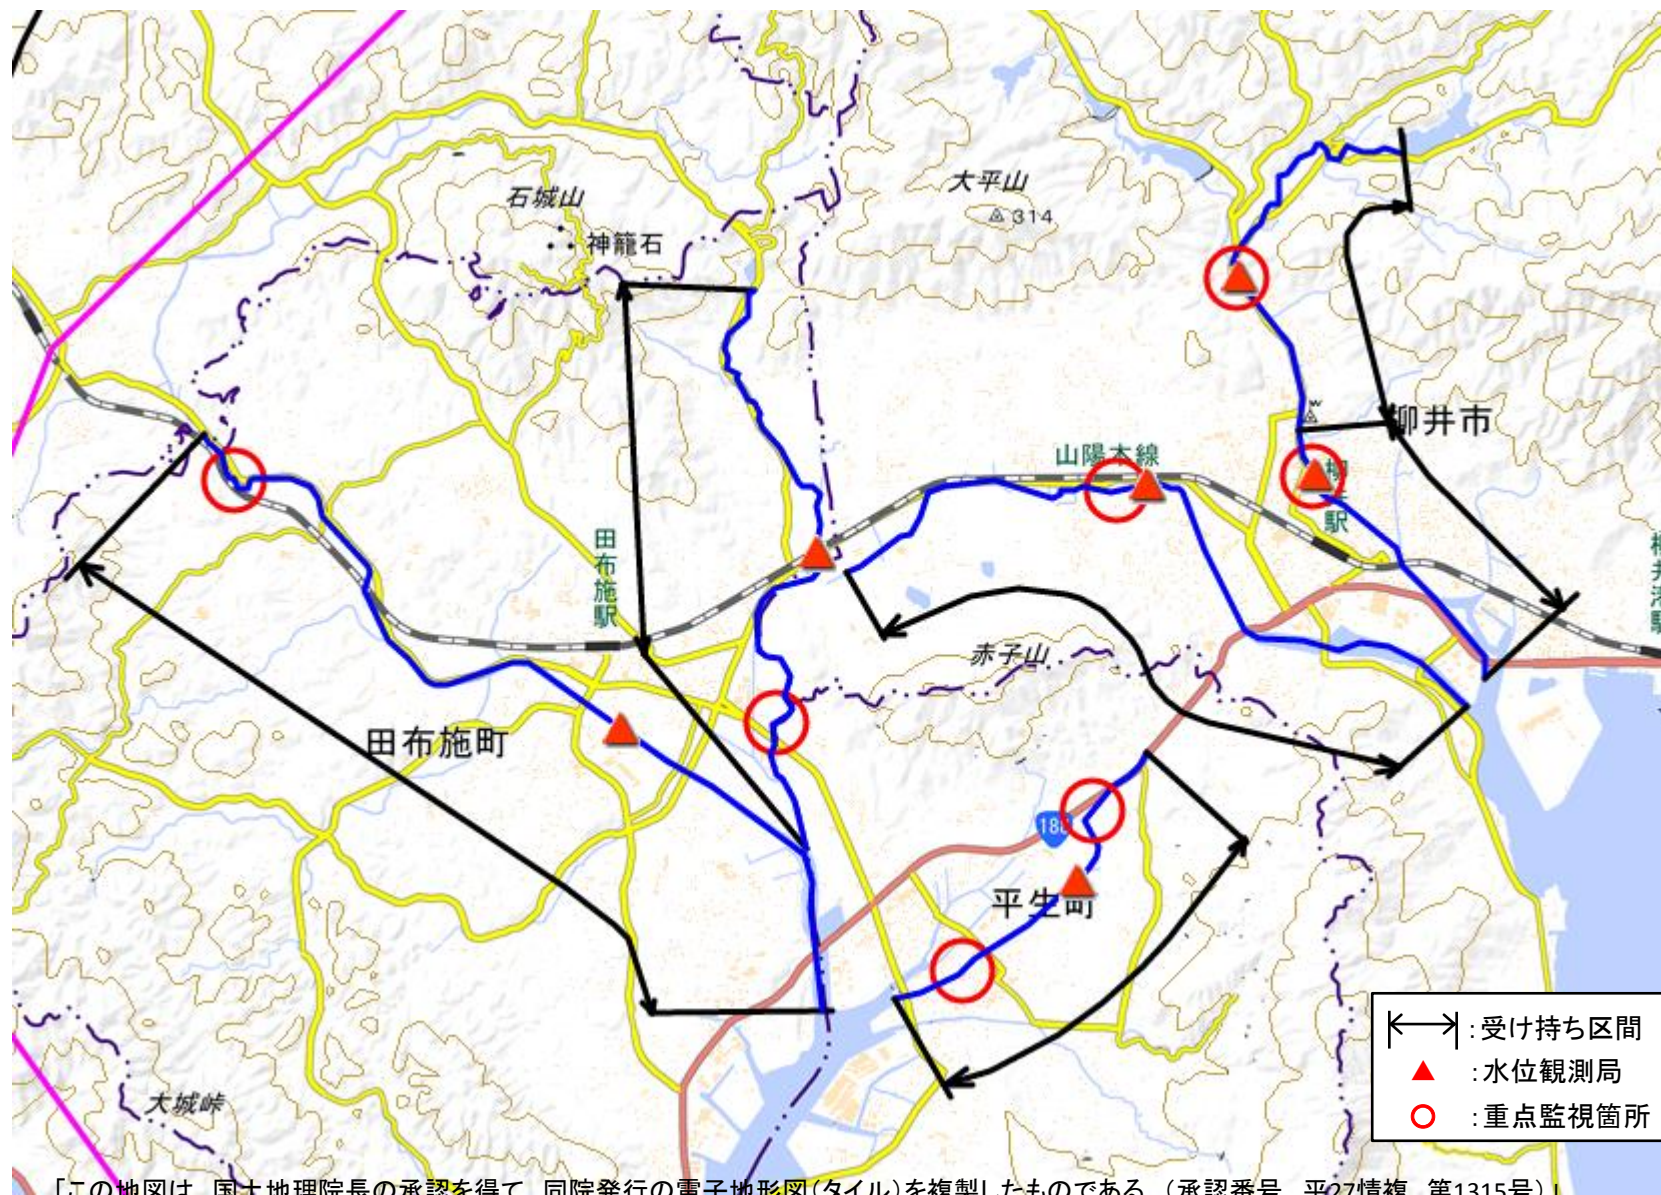 石城山
神籠石
大平山
314
柳井市
山陽本線
柳井駅
田布施駅
赤子山
田布施町
188
平生町
大城峠
:受け持ち区間
:水位観測局
:重点監視箇所
「この地図は、国土地理院長の承認を得て、同院発行の電子地形図(タイル)を複製したものである。(承認番号 平27情複、第1315号)」